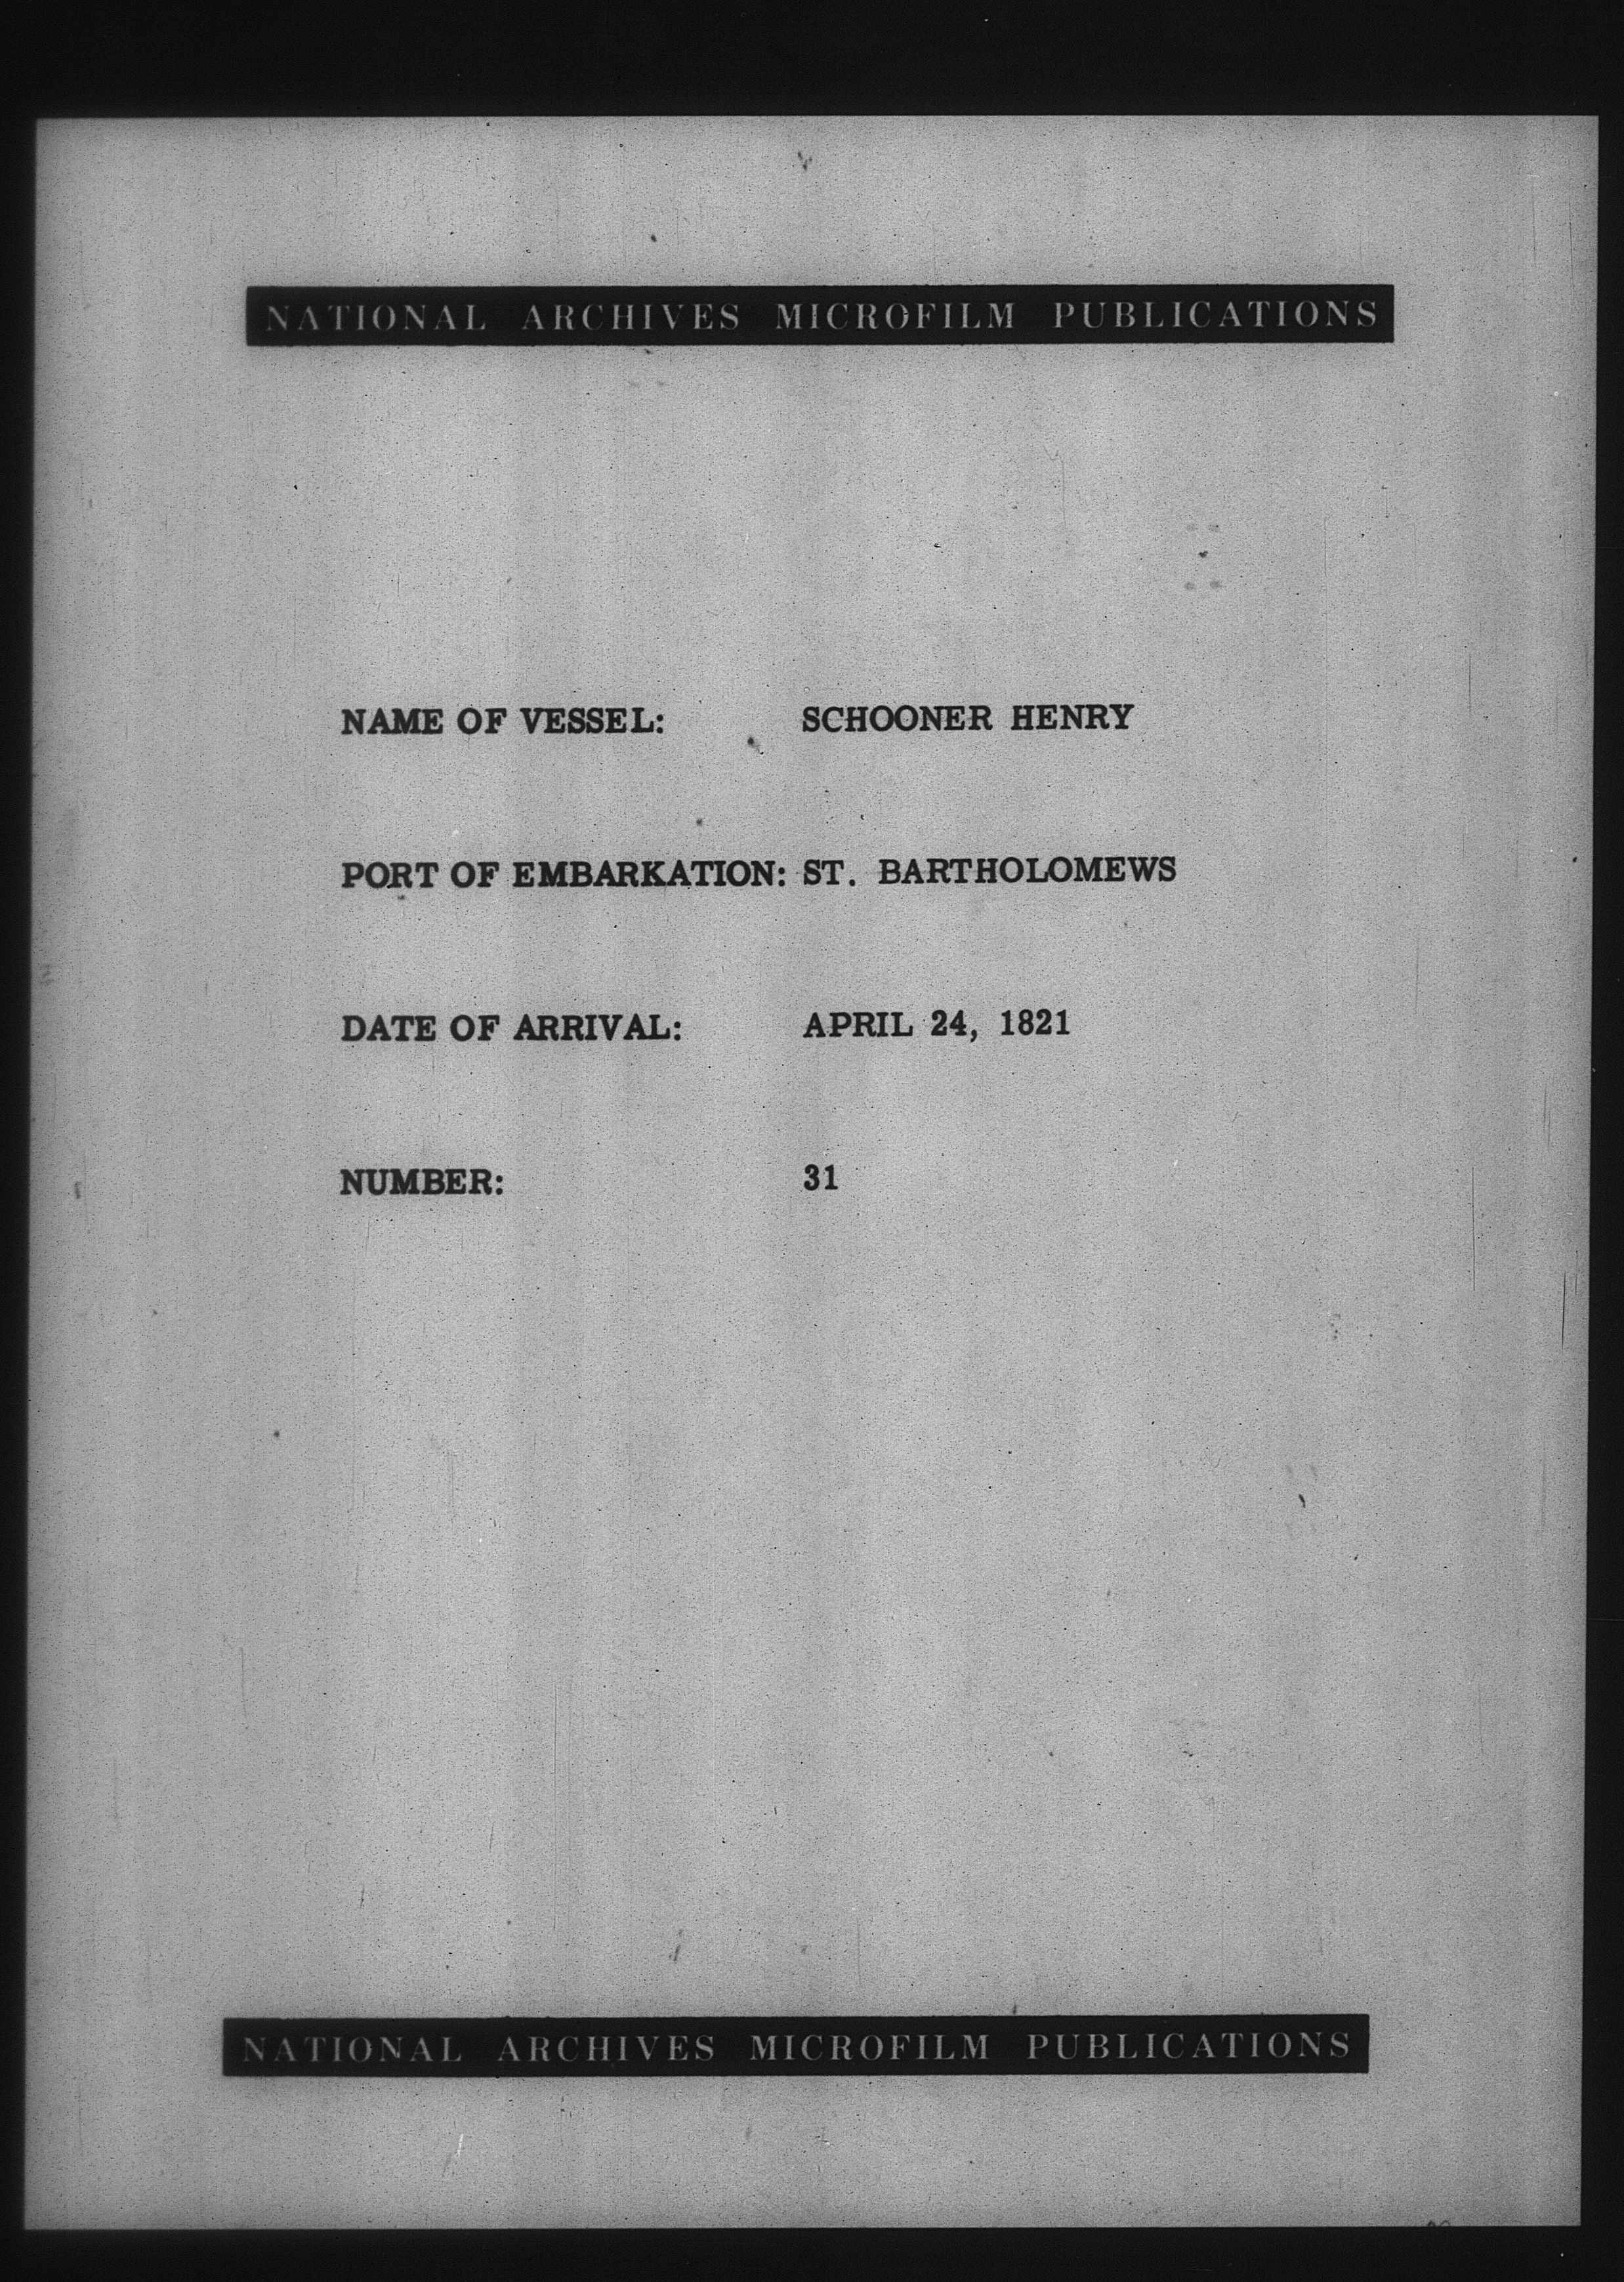 NATIONAL ARCHIVES MICROFILM PUBLICATIONS
NAME OF VESSEL: SCHOONER HENRY
PORT OF EMBARKATION: ST. BARTHOLOMEWS
DATE OF ARRIVAL: APRIL 24, 1821
NUMBER: 31
NATIONAL ARCHIVES MICROFILM PUBLICATIONS